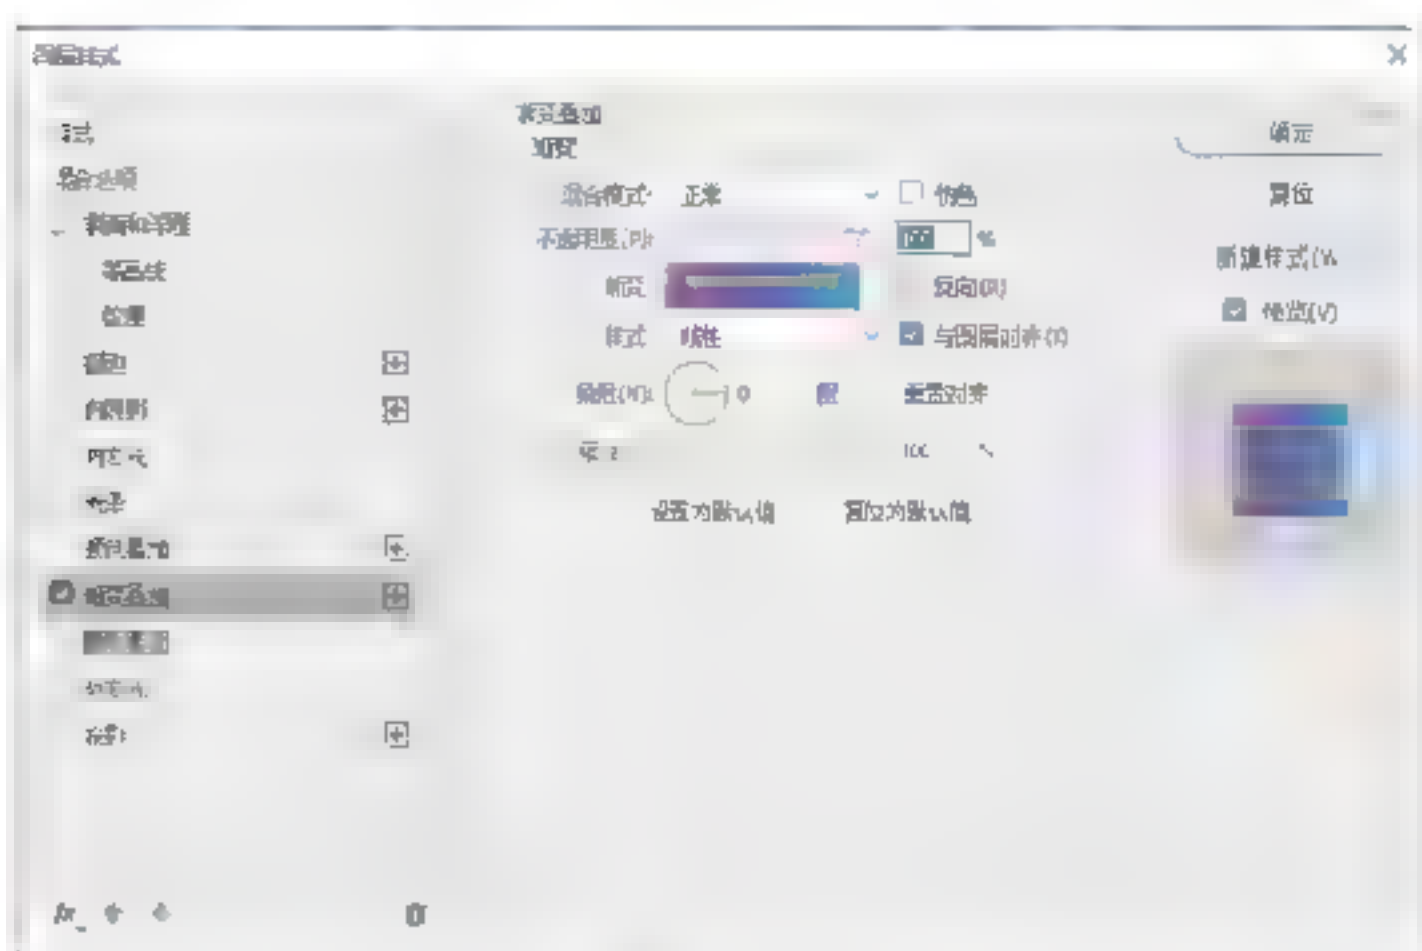 图层样式
样式
混合选项
斜面和浮雕
等高线
纹理
描边
内阴影
内发光
光泽
颜色叠加
渐变叠加
外发光
投影
fx
渐变叠加
渐变
混合模式: 正常 仿色
不透明度(P): 100 %
渐变: 反向(R)
样式: 线性 与图层对齐(I)
角度(N): 0 度 重置对齐
缩放 100 %
设置为默认值 复位为默认值
确定
复位
新建样式(W
预览(V)